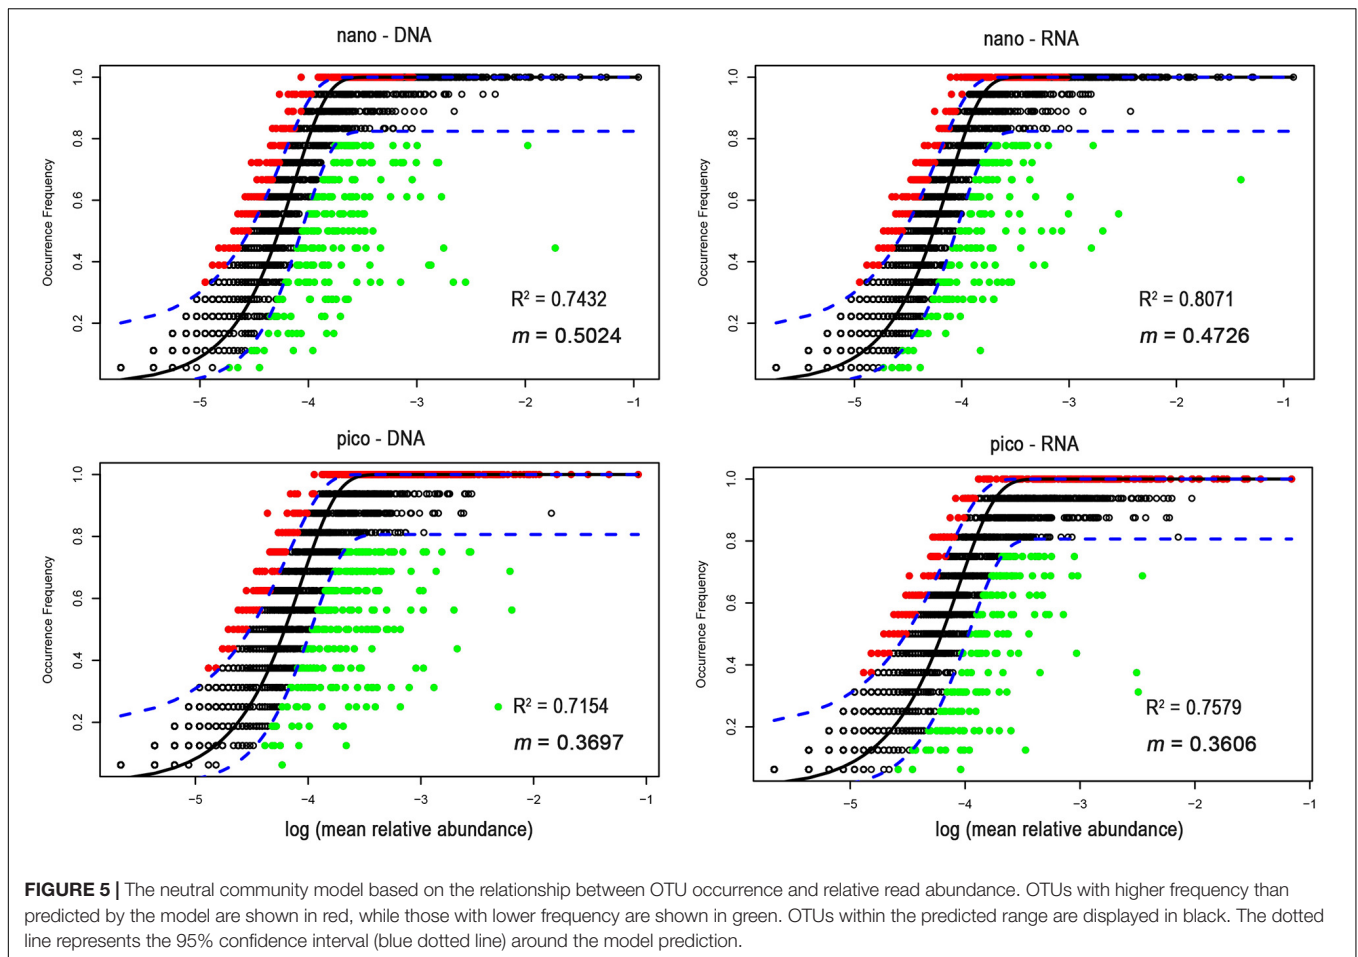 nano - DNA
Occurrence Frequency
1.0
0.8
0.6
0.4
0.2
R² = 0.7432
m = 0.5024
−5
−4
−3
−2
−1
nano - RNA
Occurrence Frequency
1.0
0.8
0.6
0.4
0.2
R² = 0.8071
m = 0.4726
−5
−4
−3
−2
−1
pico - DNA
Occurrence Frequency
1.0
0.8
0.6
0.4
0.2
R² = 0.7154
m = 0.3697
−5
−4
−3
−2
−1
log (mean relative abundance)
pico - RNA
Occurrence Frequency
1.0
0.8
0.6
0.4
0.2
R² = 0.7579
m = 0.3606
−5
−4
−3
−2
−1
log (mean relative abundance)
FIGURE 5 | The neutral community model based on the relationship between OTU occurrence and relative read abundance. OTUs with higher frequency than
predicted by the model are shown in red, while those with lower frequency are shown in green. OTUs within the predicted range are displayed in black. The dotted
line represents the 95% confidence interval (blue dotted line) around the model prediction.